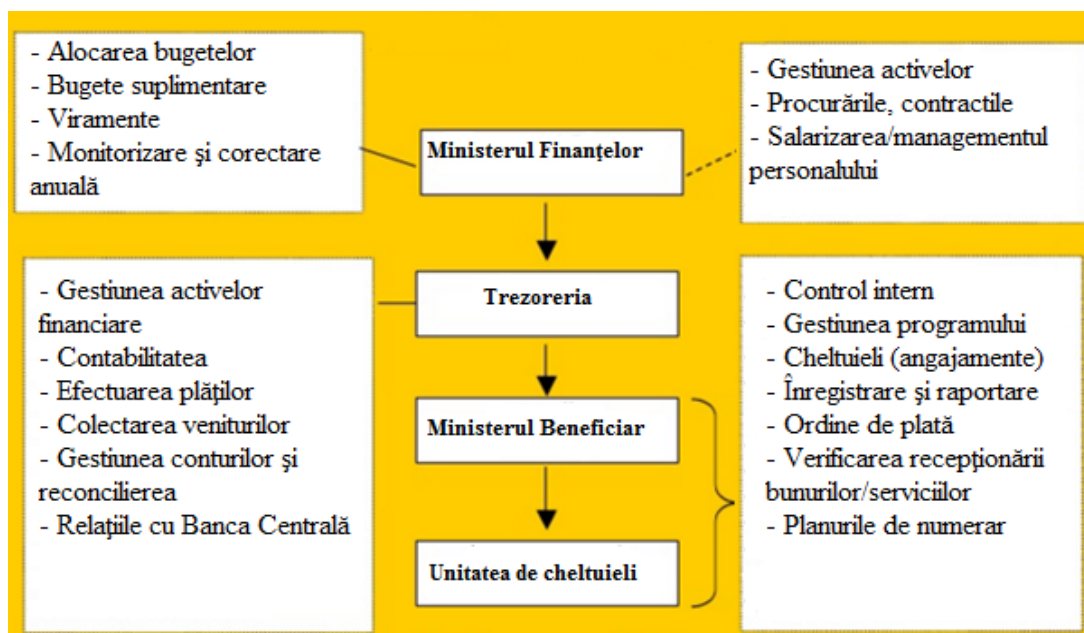 - Alocarea bugetelor
- Bugete suplimentare
- Viramente
- Monitorizare şi corectare
anuală
Ministerul Finanţelor
- Gestiunea activelor
- Procurările, contractile
- Salarizarea/managementul
personalului
- Gestiunea activelor
financiare
- Contabilitatea
- Efectuarea plăţilor
- Colectarea veniturilor
- Gestiunea conturilor şi
reconcilierea
- Relaţiile cu Banca Centrală
Trezoreria
Ministerul Beneficiar
Unitatea de cheltuieli
- Control intern
- Gestiunea programului
- Cheltuieli (angajamente)
- Înregistrare şi raportare
- Ordine de plată
- Verificarea recepţionării
bunurilor/serviciilor
- Planurile de numerar